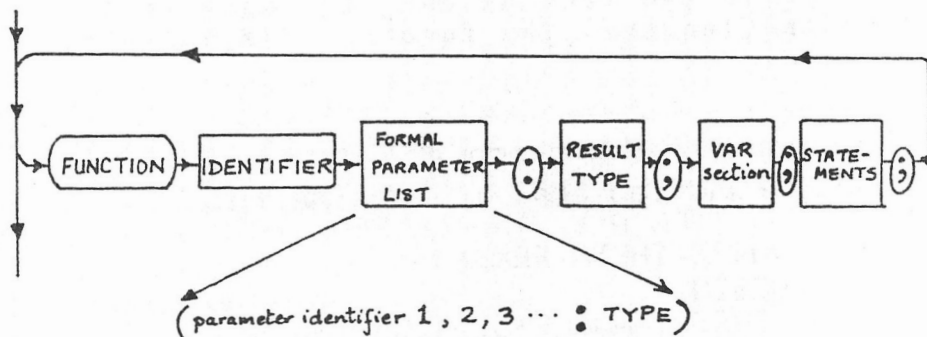 FUNCTION IDENTIFIER FORMAL PARAMETER LIST : RESULT TYPE ; VAR section ; STATE-MENTS ;
(parameter identifier 1, 2, 3 ... : TYPE)